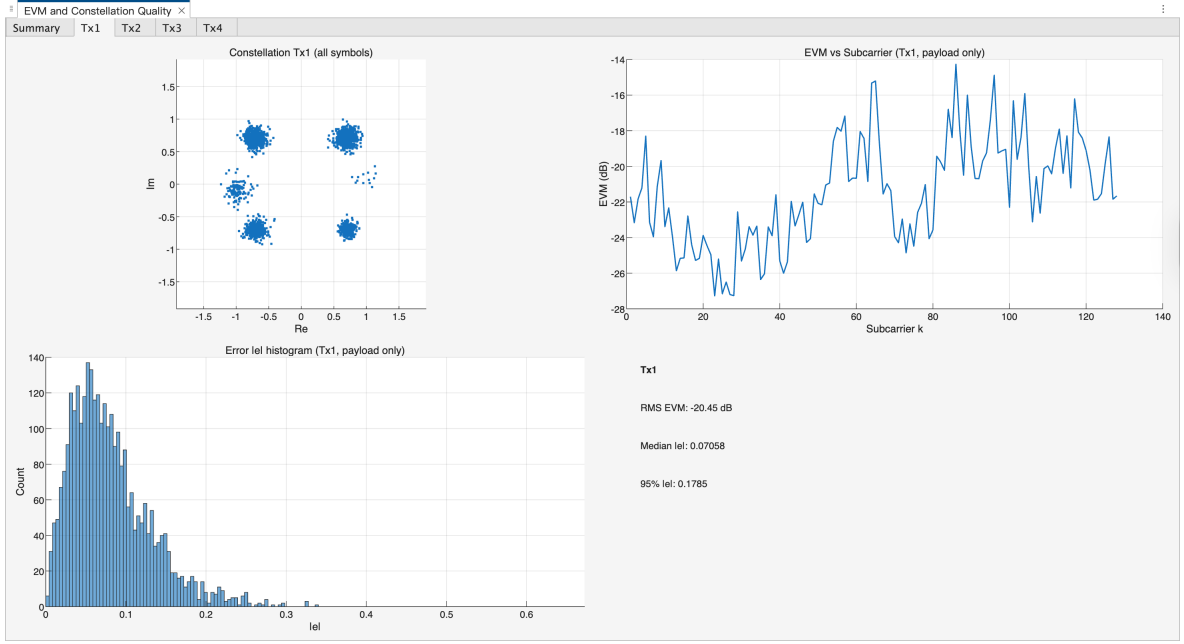 EVM and Constellation Quality ×
Summary Tx1 Tx2 Tx3 Tx4
Constellation Tx1 (all symbols)
1.5
1
0.5
0
-0.5
-1
-1.5
Im
-1.5 -1 -0.5 0 0.5 1 1.5
Re
EVM vs Subcarrier (Tx1, payload only)
-14
-16
-18
-20
-22
-24
-26
-28
EVM (dB)
0 20 40 60 80 100 120 140
Subcarrier k
Error lel histogram (Tx1, payload only)
140
120
100
80
60
40
20
0
Count
0 0.1 0.2 0.3 0.4 0.5 0.6
lel
Tx1
RMS EVM: -20.45 dB
Median lel: 0.07058
95% lel: 0.1785